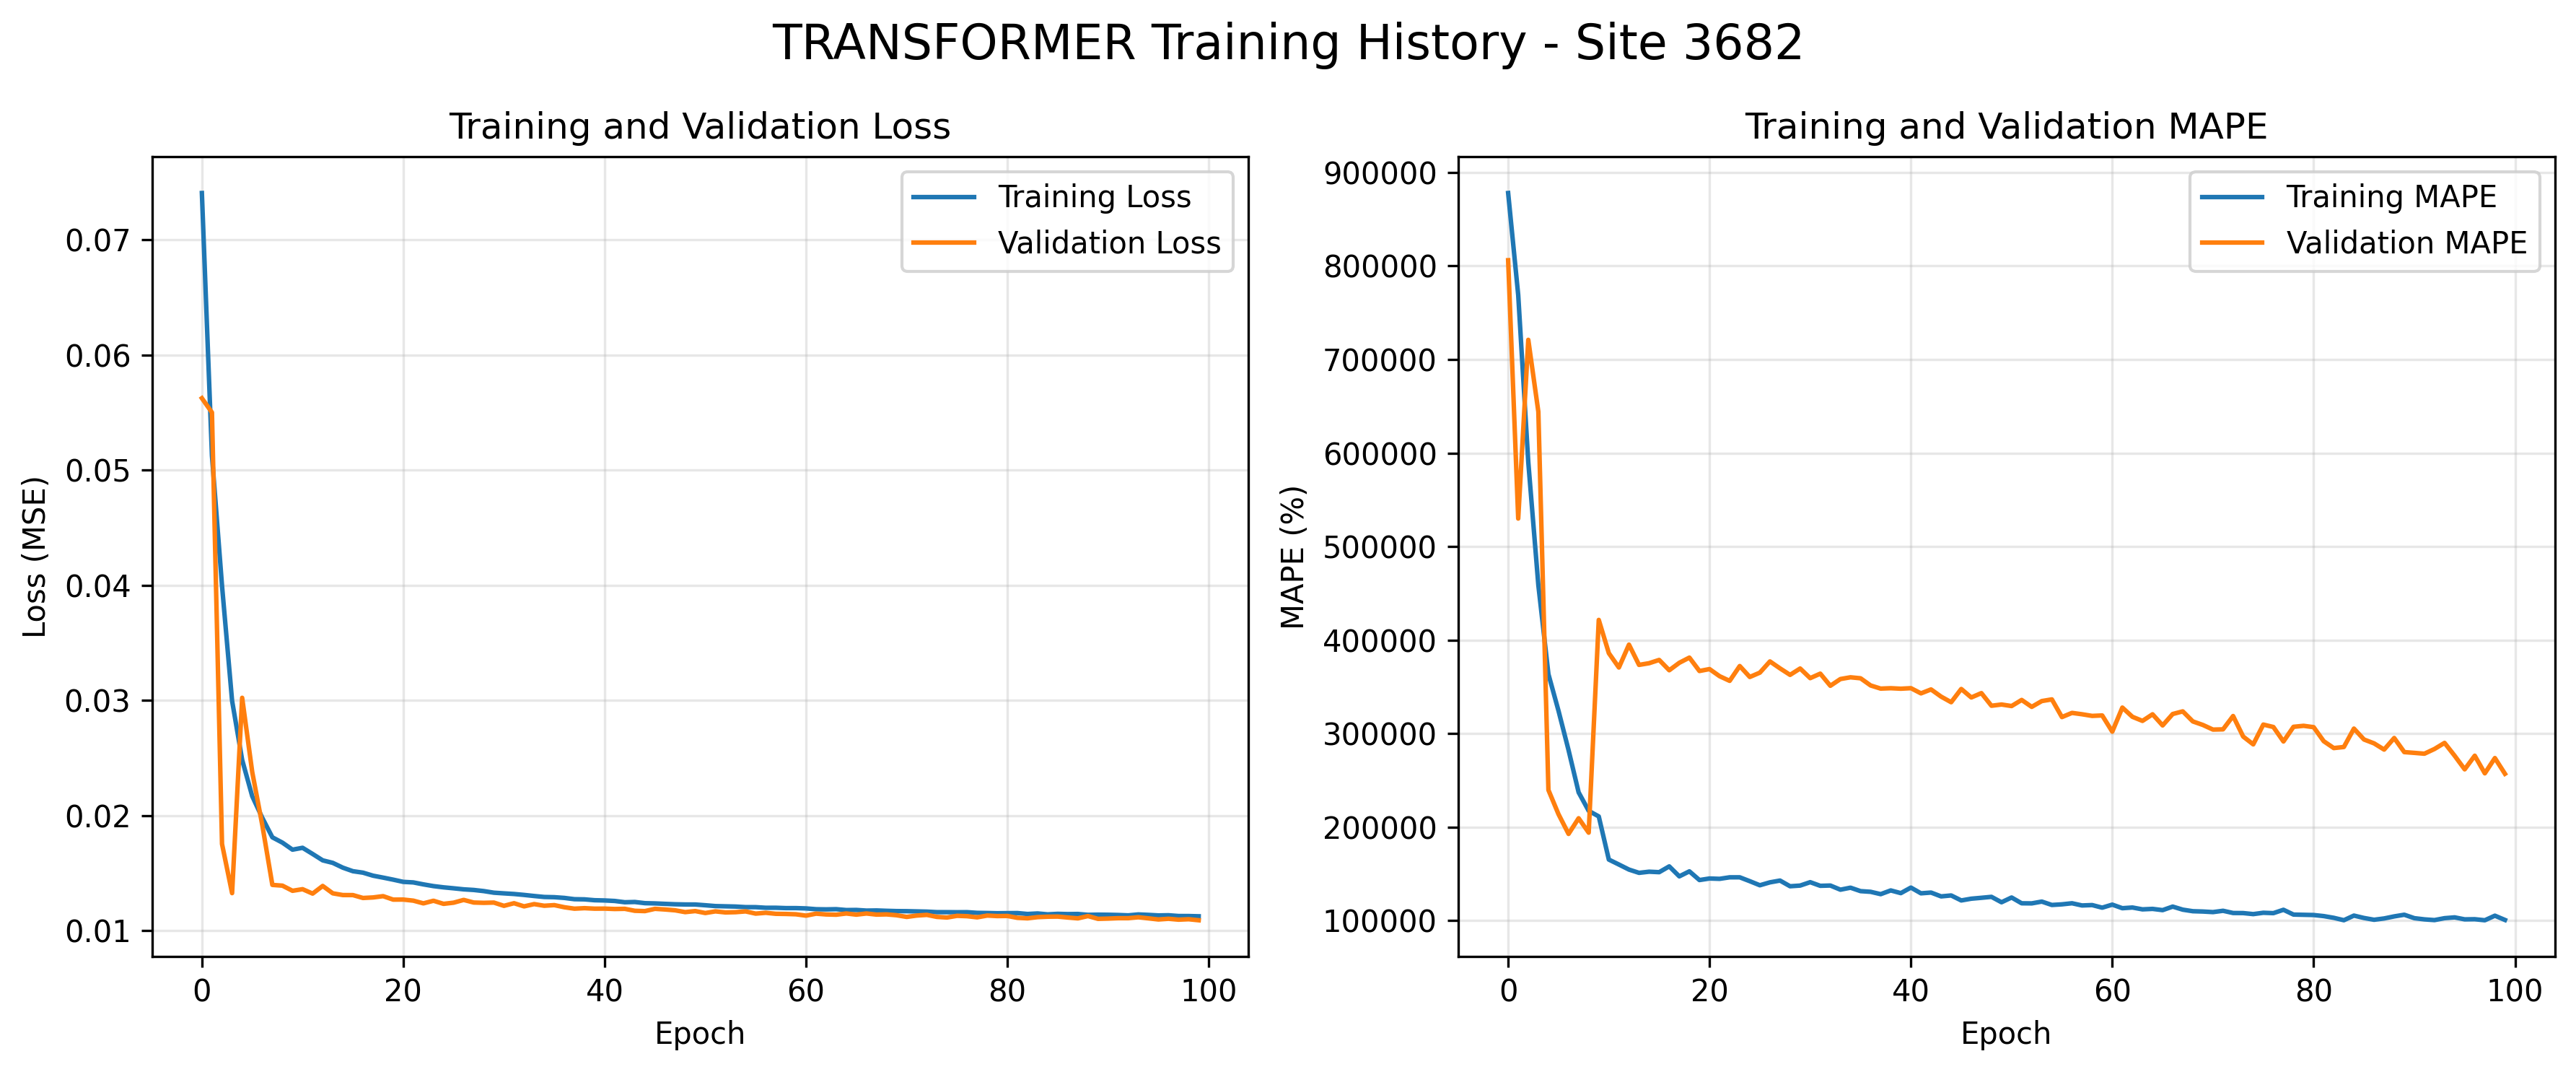 TRANSFORMER Training History - Site 3682
Training and Validation Loss
Training Loss
Validation Loss
Loss (MSE)
0.07
0.06
0.05
0.04
0.03
0.02
0.01
0 20 40 60 80 100
Epoch
Training and Validation MAPE
Training MAPE
Validation MAPE
MAPE (%)
900000
800000
700000
600000
500000
400000
300000
200000
100000
0 20 40 60 80 100
Epoch